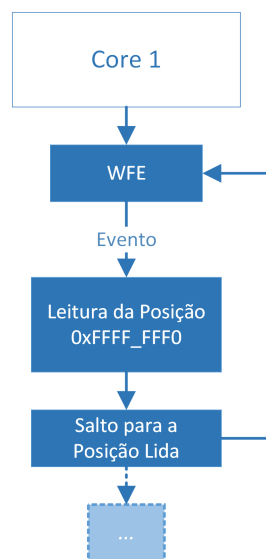 Core 1
WFE
Evento
Leitura da Posição
0xFFFF_FFF0
Salto para a
Posição Lida
...